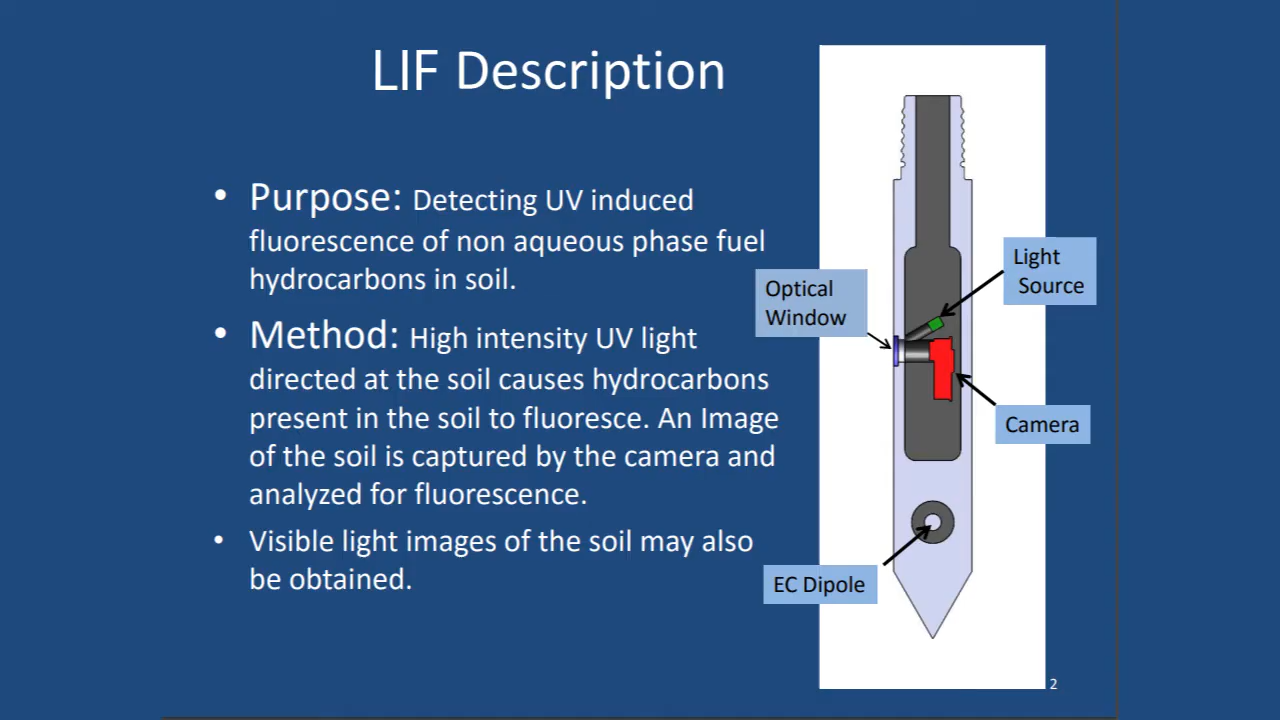 LIF Description
• Purpose: Detecting UV induced
fluorescence of non aqueous phase fuel
hydrocarbons in soil.
• Method: High intensity UV light
directed at the soil causes hydrocarbons
present in the soil to fluoresce. An Image
of the soil is captured by the camera and
analyzed for fluorescence.
• Visible light images of the soil may also
be obtained.
Optical
Window
Light
Source
Camera
EC Dipole
2